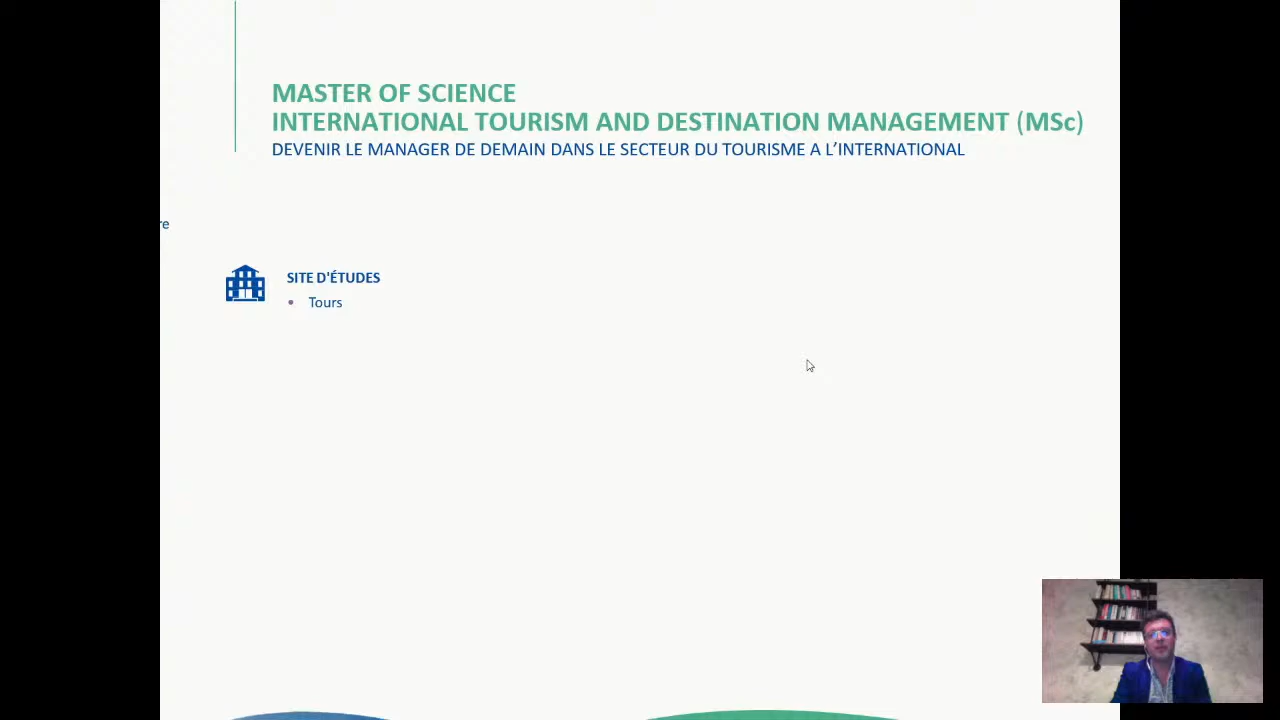 MASTER OF SCIENCE
INTERNATIONAL TOURISM AND DESTINATION MANAGEMENT (MSc)
DEVENIR LE MANAGER DE DEMAIN DANS LE SECTEUR DU TOURISME A L’INTERNATIONAL
re
SITE D'ÉTUDES
• Tours